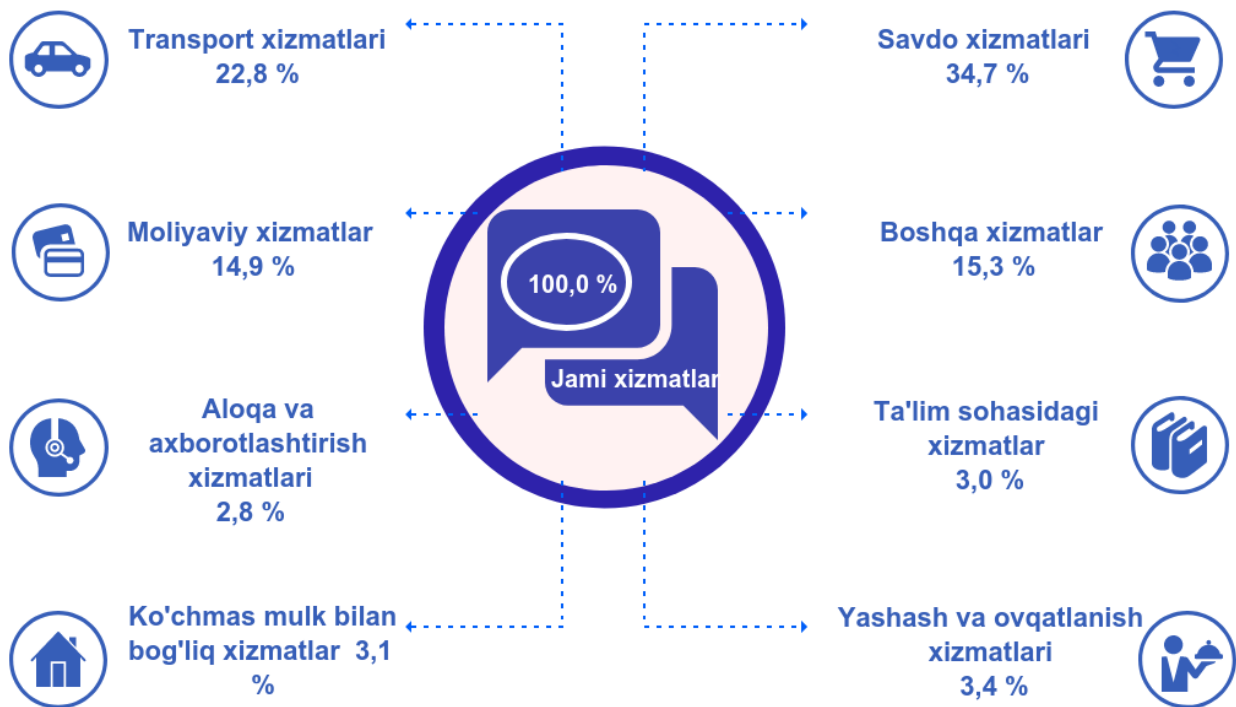 Transport xizmatlari
22,8 %
Savdo xizmatlari
34,7 %
Moliyaviy xizmatlar
14,9 %
Boshqa xizmatlar
15,3 %
100,0 %
Jami xizmatlar
Aloqa va
axborotlashtirish
xizmatlari
2,8 %
Ta'lim sohasidagi
xizmatlar
3,0 %
Ko'chmas mulk bilan
bog'liq xizmatlar 3,1
%
Yashash va ovqatlanish
xizmatlari
3,4 %